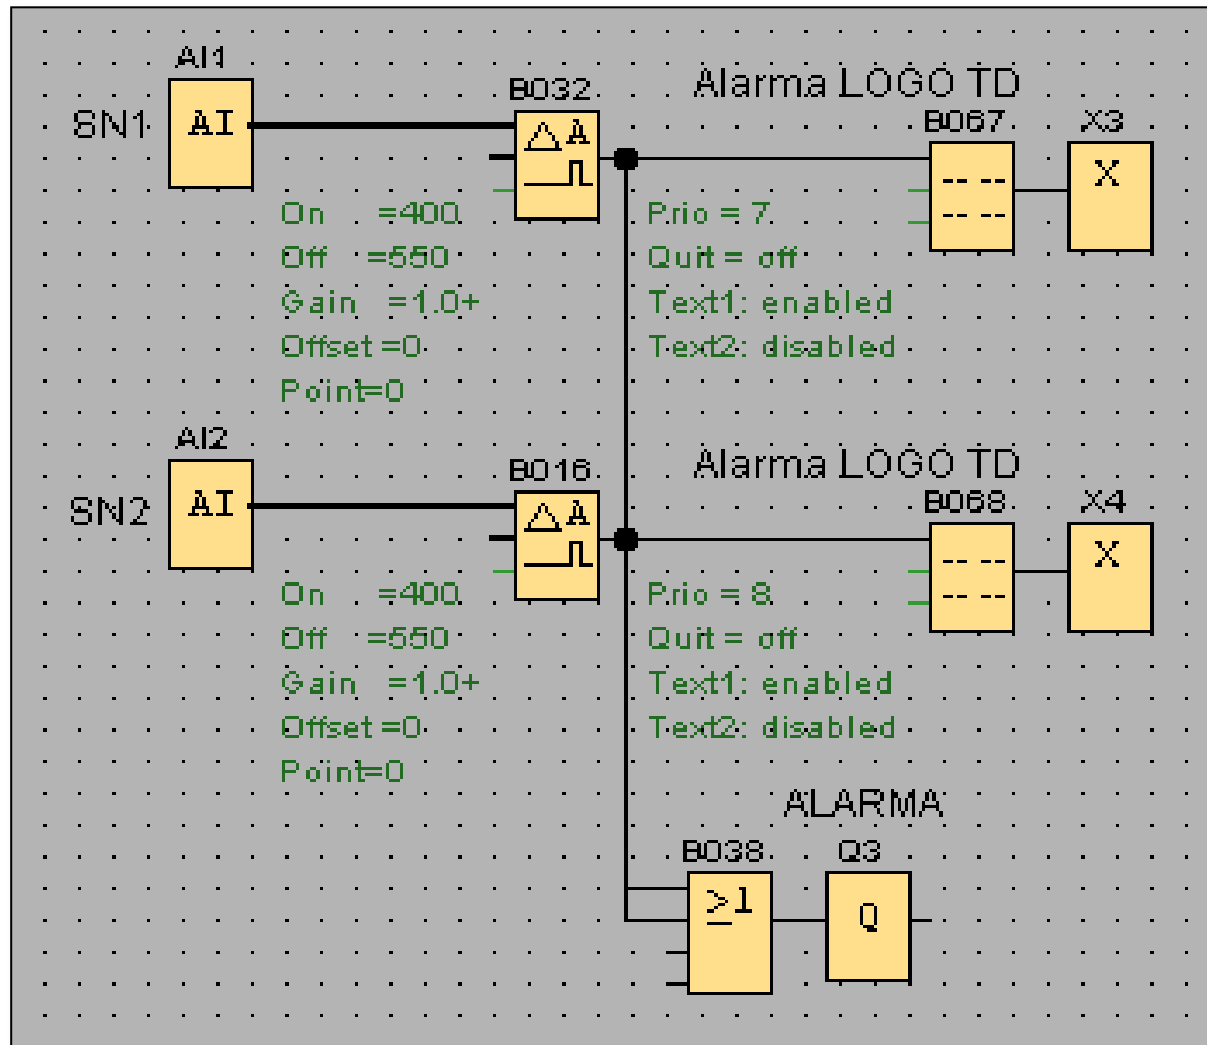 AI1
SN1 AI
B032
Δ A
Alarma LOGO TD
B067
X3
X
On =400
Off =550
Gain =1.0+
Offset=0
Point=0
Prio = 7
Quit = off
Text1: enabled
Text2: disabled
AI2
SN2 AI
B016
Δ A
Alarma LOGO TD
B068
X4
X
On =400
Off =550
Gain =1.0+
Offset=0
Point=0
Prio = 8
Quit = off
Text1: enabled
Text2: disabled
ALARMA
B038 Q3
≥1 Q